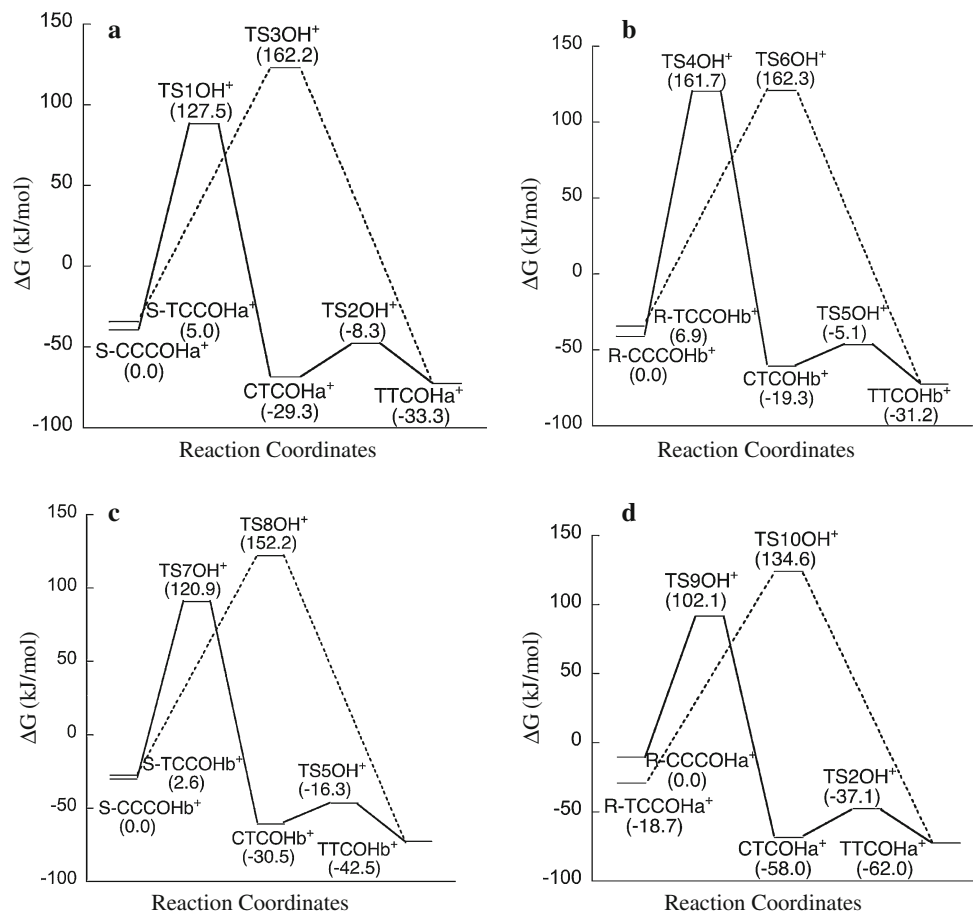 a
150
100
50
0
-50
-100
ΔG (kJ/mol)
TS3OH+
(162.2)
TS1OH+
(127.5)
S-TCCOHa+
(5.0)
S-CCCOHa+
(0.0)
TS2OH+
(-8.3)
CTCOHa+
(-29.3)
TTCOHa+
(-33.3)
Reaction Coordinates
b
150
100
50
0
-50
-100
ΔG (kJ/mol)
TS4OH+
(161.7)
TS6OH+
(162.3)
R-TCCOHb+
(6.9)
R-CCCOHb+
(0.0)
TS5OH+
(-5.1)
CTCOHb+
(-19.3)
TTCOHb+
(-31.2)
Reaction Coordinates
c
150
100
50
0
-50
-100
ΔG (kJ/mol)
TS8OH+
(152.2)
TS7OH+
(120.9)
S-TCCOHb+
(2.6)
S-CCCOHb+
(0.0)
TS5OH+
(-16.3)
CTCOHb+
(-30.5)
TTCOHb+
(-42.5)
Reaction Coordinates
d
150
100
50
0
-50
-100
ΔG (kJ/mol)
TS10OH+
(134.6)
TS9OH+
(102.1)
R-CCCOHa+
(0.0)
R-TCCOHa+
(-18.7)
TS2OH+
(-37.1)
CTCOHa+
(-58.0)
TTCOHa+
(-62.0)
Reaction Coordinates